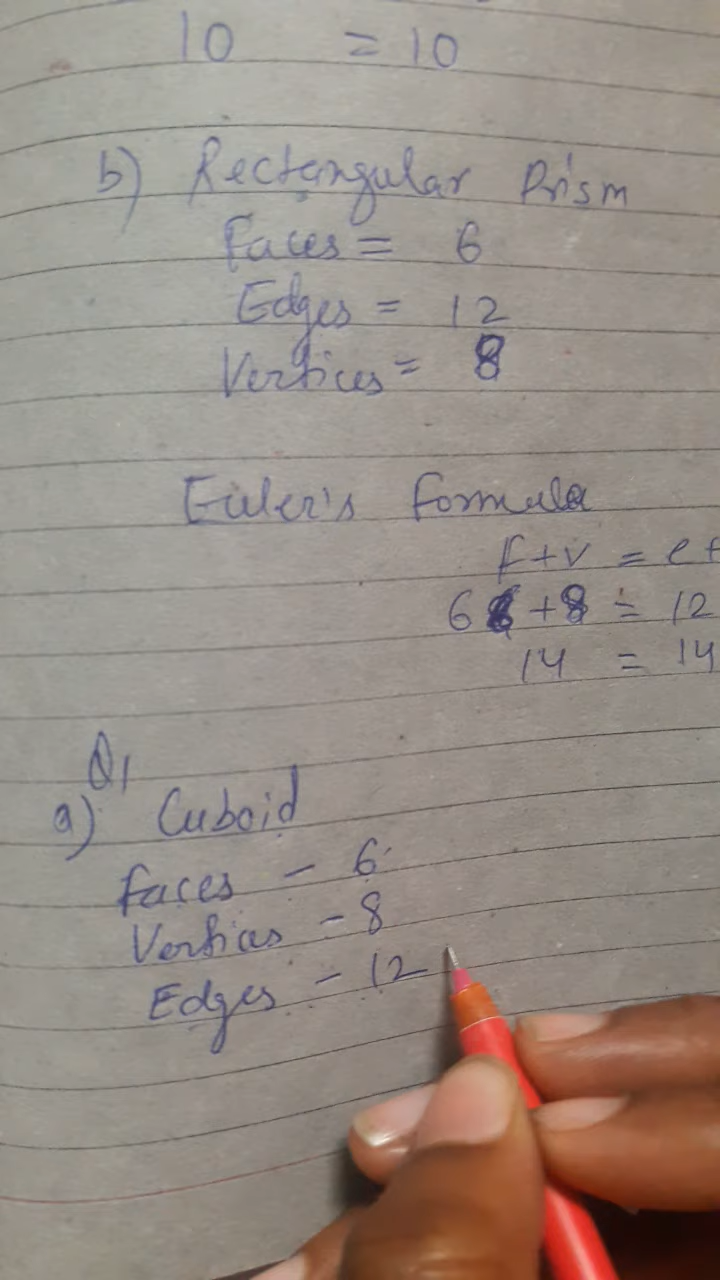 10 = 10
b) Rectangular Prism
Faces = 6
Edges = 12
Vertices = 8
Euler's formula
f+v = e+
6 +8 = 12
14 = 14
Q1
a) Cuboid
faces - 6
Vertices - 8
Edges - 12